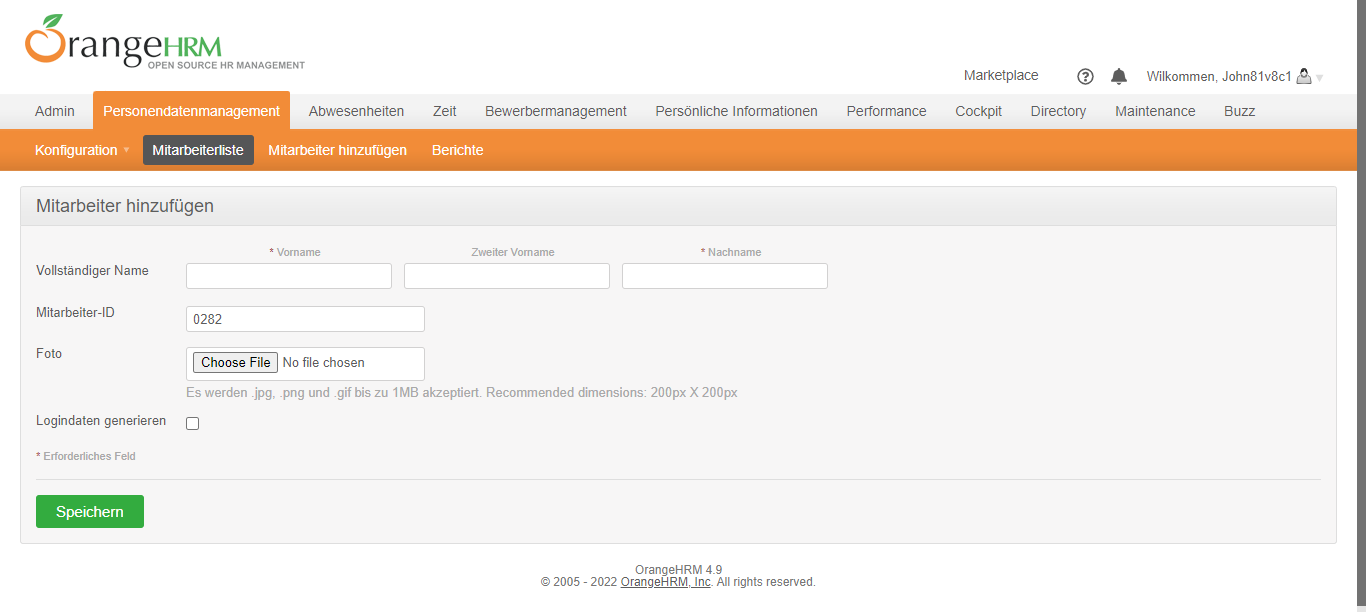 OrangeHRM
OPEN SOURCE HR MANAGEMENT
Marketplace ? Willkommen, John81v8c1
Admin Personendatenmanagement Abwesenheiten Zeit Bewerbermanagement Persönliche Informationen Performance Cockpit Directory Maintenance Buzz
Konfiguration Mitarbeiterliste Mitarbeiter hinzufügen Berichte
Mitarbeiter hinzufügen
* Vorname Zweiter Vorname * Nachname
Vollständiger Name
Mitarbeiter-ID 0282
Foto Choose File No file chosen
Es werden .jpg, .png und .gif bis zu 1MB akzeptiert. Recommended dimensions: 200px X 200px
Logindaten generieren
* Erforderliches Feld
Speichern
OrangeHRM 4.9
© 2005 - 2022 OrangeHRM, Inc. All rights reserved.